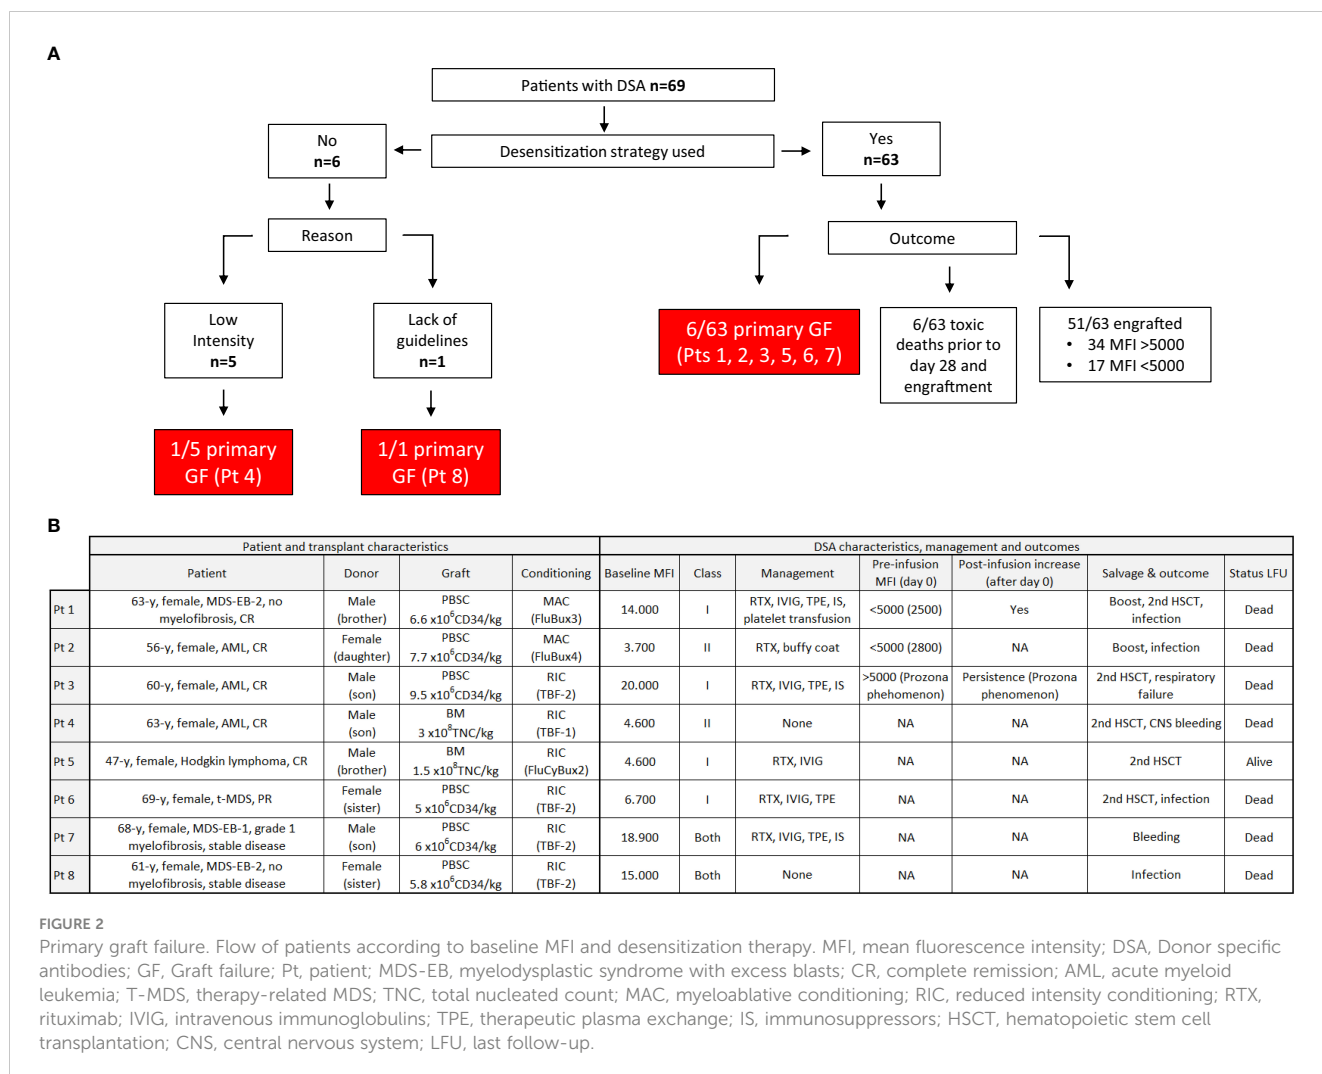 A
Patients with DSA n=69
Desensitization strategy used
No
n=6
Yes
n=63
Reason
Outcome
Low
Intensity
n=5
Lack of
guidelines
n=1
6/63 primary GF
(Pts 1, 2, 3, 5, 6, 7)
6/63 toxic
deaths prior to
day 28 and
engraftment
51/63 engrafted
• 34 MFI >5000
• 17 MFI <5000
1/5 primary
GF (Pt 4)
1/1 primary
GF (Pt 8)
B
Patient and transplant characteristics DSA characteristics, management and outcomes
Patient Donor Graft Conditioning Baseline MFI Class Management Pre-infusion MFI (day 0) Post-infusion increase (after day 0) Salvage & outcome Status LFU
Pt 1 63-y, female, MDS-EB-2, no myelofibrosis, CR Male (brother) PBSC 6.6 x10⁶CD34/kg MAC (FluBux3) 14.000 I RTX, IVIG, TPE, IS, platelet transfusion <5000 (2500) Yes Boost, 2nd HSCT, infection Dead
Pt 2 56-y, female, AML, CR Female (daughter) PBSC 7.7 x10⁶CD34/kg MAC (FluBux4) 3.700 II RTX, buffy coat <5000 (2800) NA Boost, infection Dead
Pt 3 60-y, female, AML, CR Male (son) PBSC 9.5 x10⁶CD34/kg RIC (TBF-2) 20.000 I RTX, IVIG, TPE, IS >5000 (Prozona phehomenon) Persistence (Prozona phenomenon) 2nd HSCT, respiratory failure Dead
Pt 4 63-y, female, AML, CR Male (son) BM 3 x10⁸TNC/kg RIC (TBF-1) 4.600 II None NA NA 2nd HSCT, CNS bleeding Dead
Pt 5 47-y, female, Hodgkin lymphoma, CR Male (brother) BM 1.5 x10⁸TNC/kg RIC (FluCyBux2) 4.600 I RTX, IVIG NA NA 2nd HSCT Alive
Pt 6 69-y, female, t-MDS, PR Female (sister) PBSC 5 x10⁶CD34/kg RIC (TBF-2) 6.700 I RTX, IVIG, TPE NA NA 2nd HSCT, infection Dead
Pt 7 68-y, female, MDS-EB-1, grade 1 myelofibrosis, stable disease Male (son) PBSC 6 x10⁶CD34/kg RIC (TBF-2) 18.900 Both RTX, IVIG, TPE, IS NA NA Bleeding Dead
Pt 8 61-y, female, MDS-EB-2, no myelofibrosis, stable disease Female (sister) PBSC 5.8 x10⁶CD34/kg RIC (TBF-2) 15.000 Both None NA NA Infection Dead
FIGURE 2
Primary graft failure. Flow of patients according to baseline MFI and desensitization therapy. MFI, mean fluorescence intensity; DSA, Donor specific
antibodies; GF, Graft failure; Pt, patient; MDS-EB, myelodysplastic syndrome with excess blasts; CR, complete remission; AML, acute myeloid
leukemia; T-MDS, therapy-related MDS; TNC, total nucleated count; MAC, myeloablative conditioning; RIC, reduced intensity conditioning; RTX,
rituximab; IVIG, intravenous immunoglobulins; TPE, therapeutic plasma exchange; IS, immunosuppressors; HSCT, hematopoietic stem cell
transplantation; CNS, central nervous system; LFU, last follow-up.